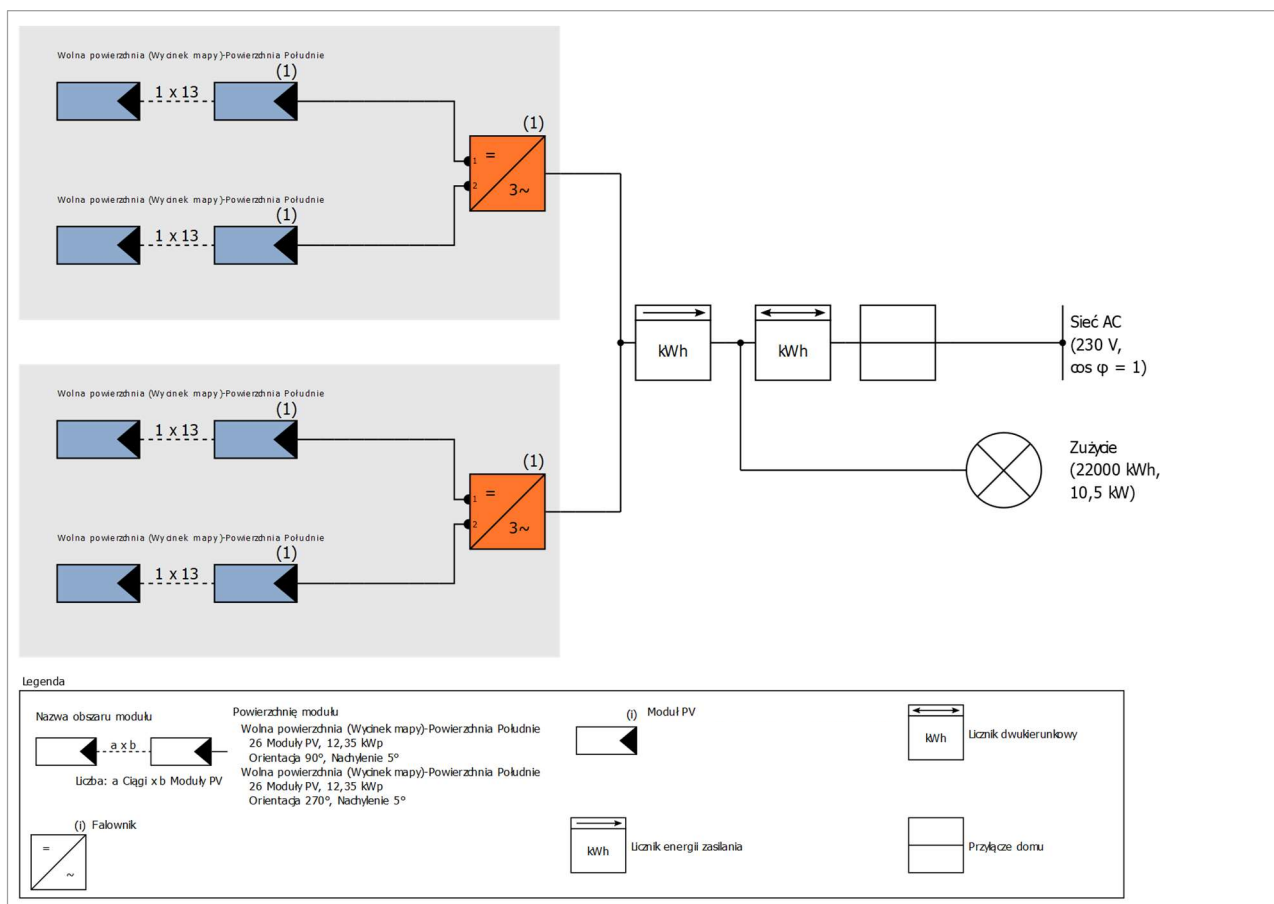 Wolna powierzchnia (Wycinek mapy)-Powierzchnia Południe
(1)
1 x 13
(1)
1
=
2
3~
Wolna powierzchnia (Wycinek mapy)-Powierzchnia Południe
(1)
1 x 13
kWh
kWh
Sieć AC
(230 V,
cos φ = 1)
Wolna powierzchnia (Wycinek mapy)-Powierzchnia Południe
(1)
1 x 13
(1)
1
=
2
3~
Zużycie
(22000 kWh,
10,5 kW)
Wolna powierzchnia (Wycinek mapy)-Powierzchnia Południe
(1)
1 x 13
Legenda
Nazwa obszaru modułu
a x b
Liczba: a Ciągi x b Moduły PV
Powierzchnię modułu
Wolna powierzchnia (Wycinek mapy)-Powierzchnia Południe
26 Moduły PV, 12,35 kWp
Orientacja 90°, Nachylenie 5°
Wolna powierzchnia (Wycinek mapy)-Powierzchnia Południe
26 Moduły PV, 12,35 kWp
Orientacja 270°, Nachylenie 5°
(i) Moduł PV
kWh
Licznik dwukierunkowy
(i) Falownik
=
~
kWh
Licznik energii zasilania
Przyłącze domu